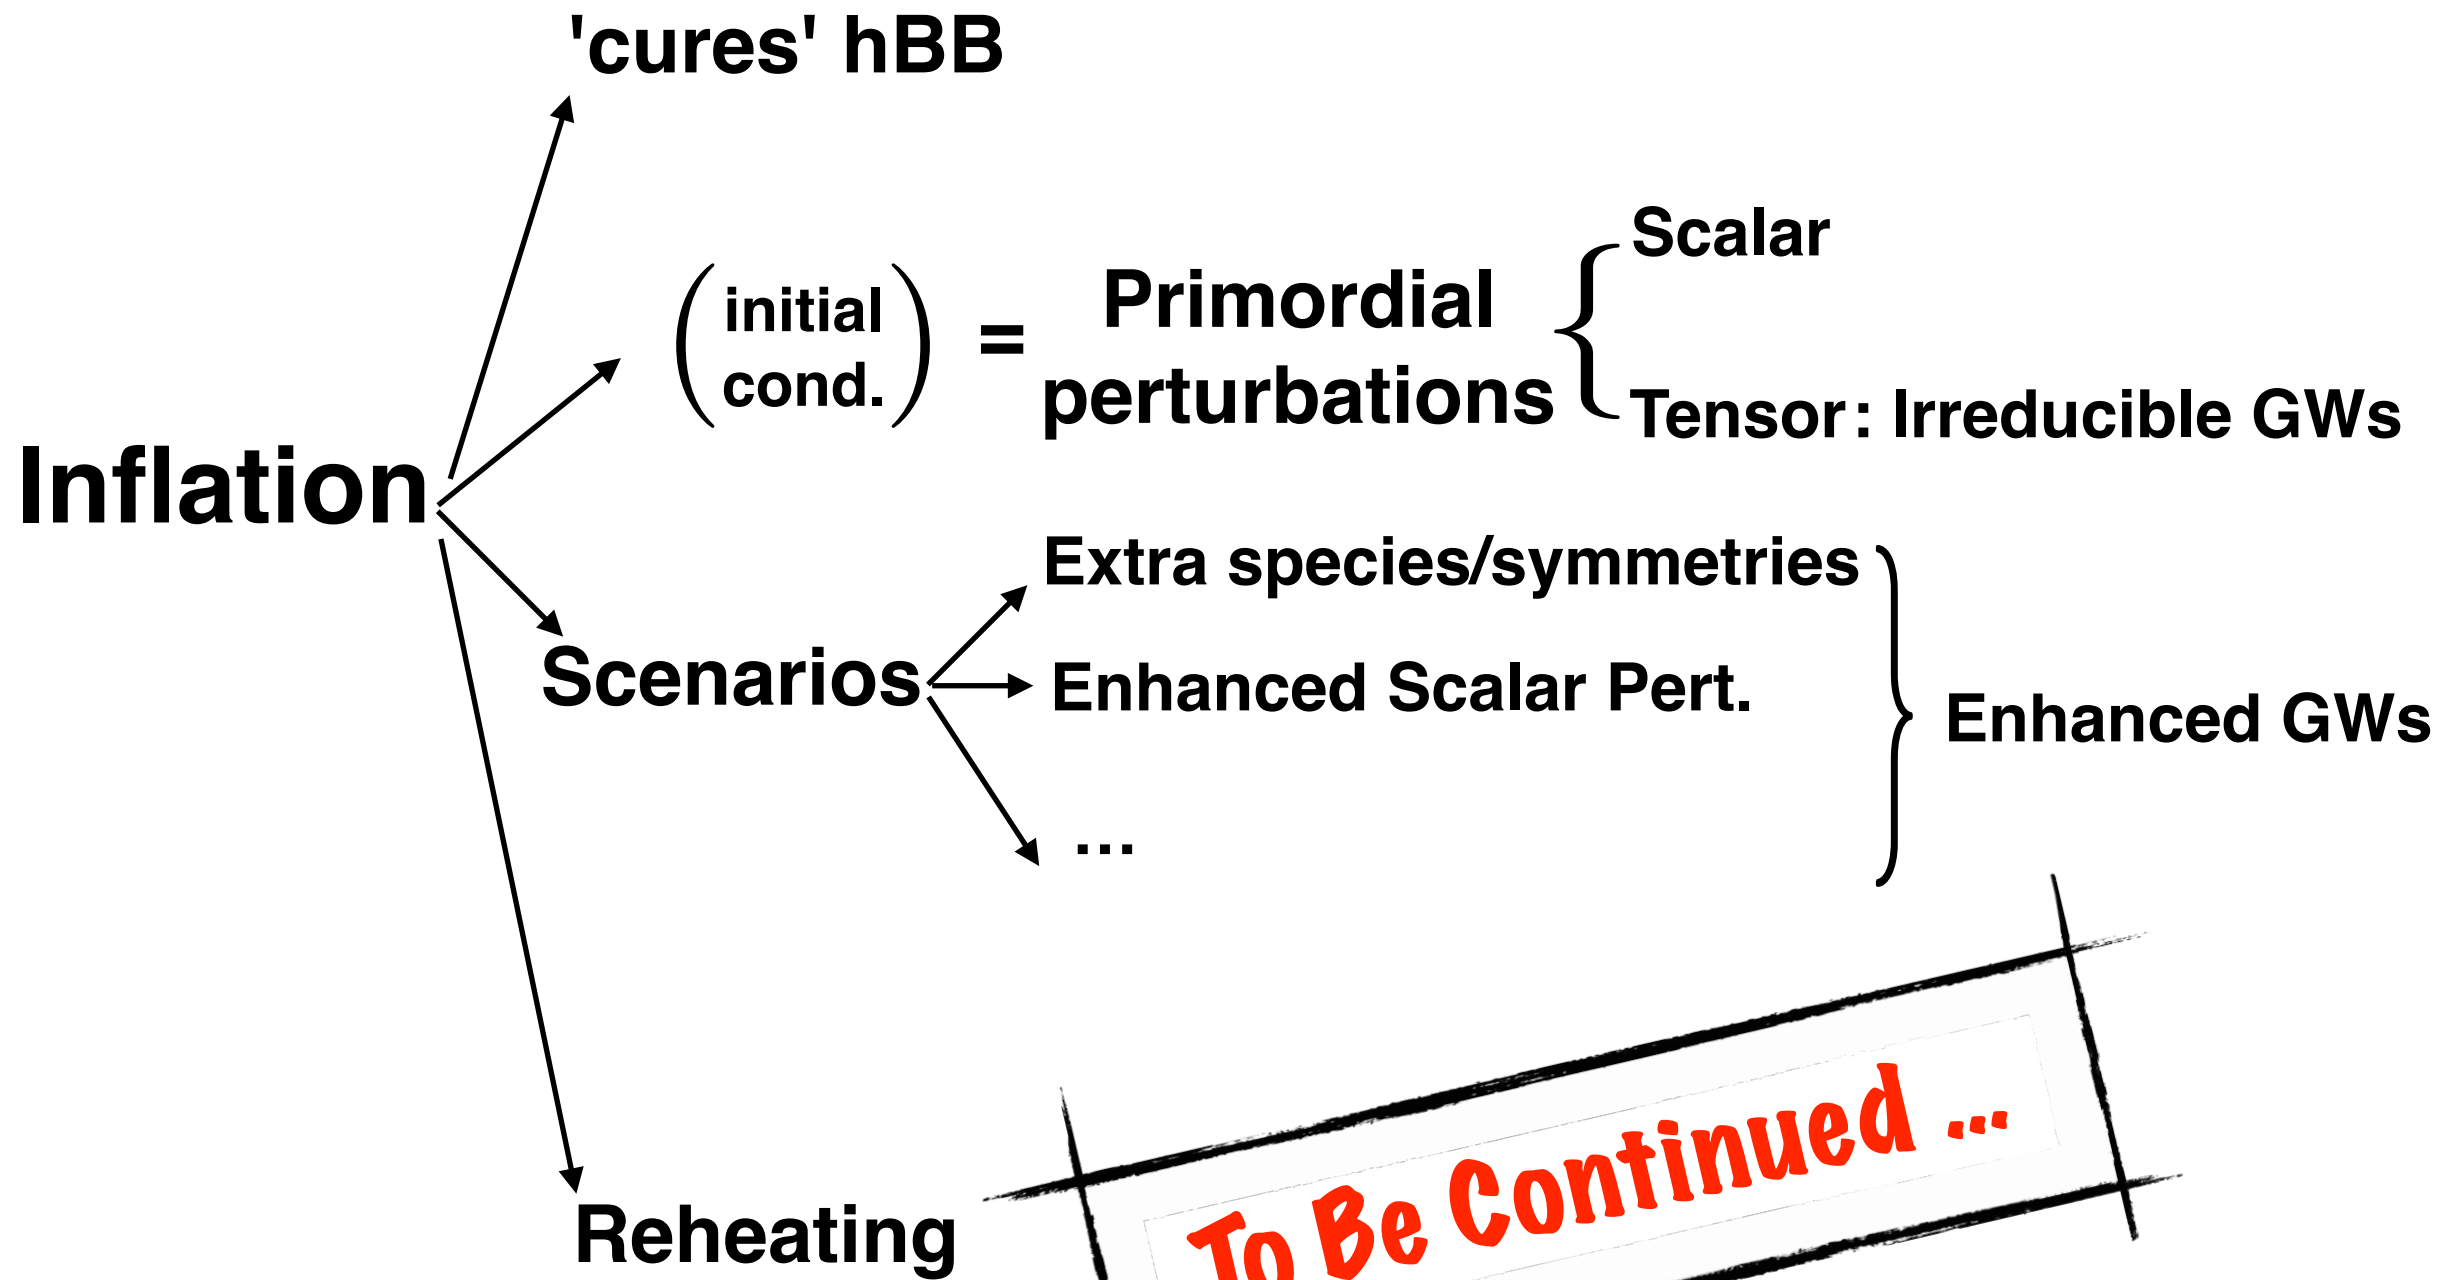 'cures' hBB
Scalar
initial
cond.
=
Primordial
perturbations
Tensor: Irreducible GWs
Inflation
Extra species/symmetries
Scenarios
Enhanced Scalar Pert.
Enhanced GWs
...
To Be Continued ...
Reheating